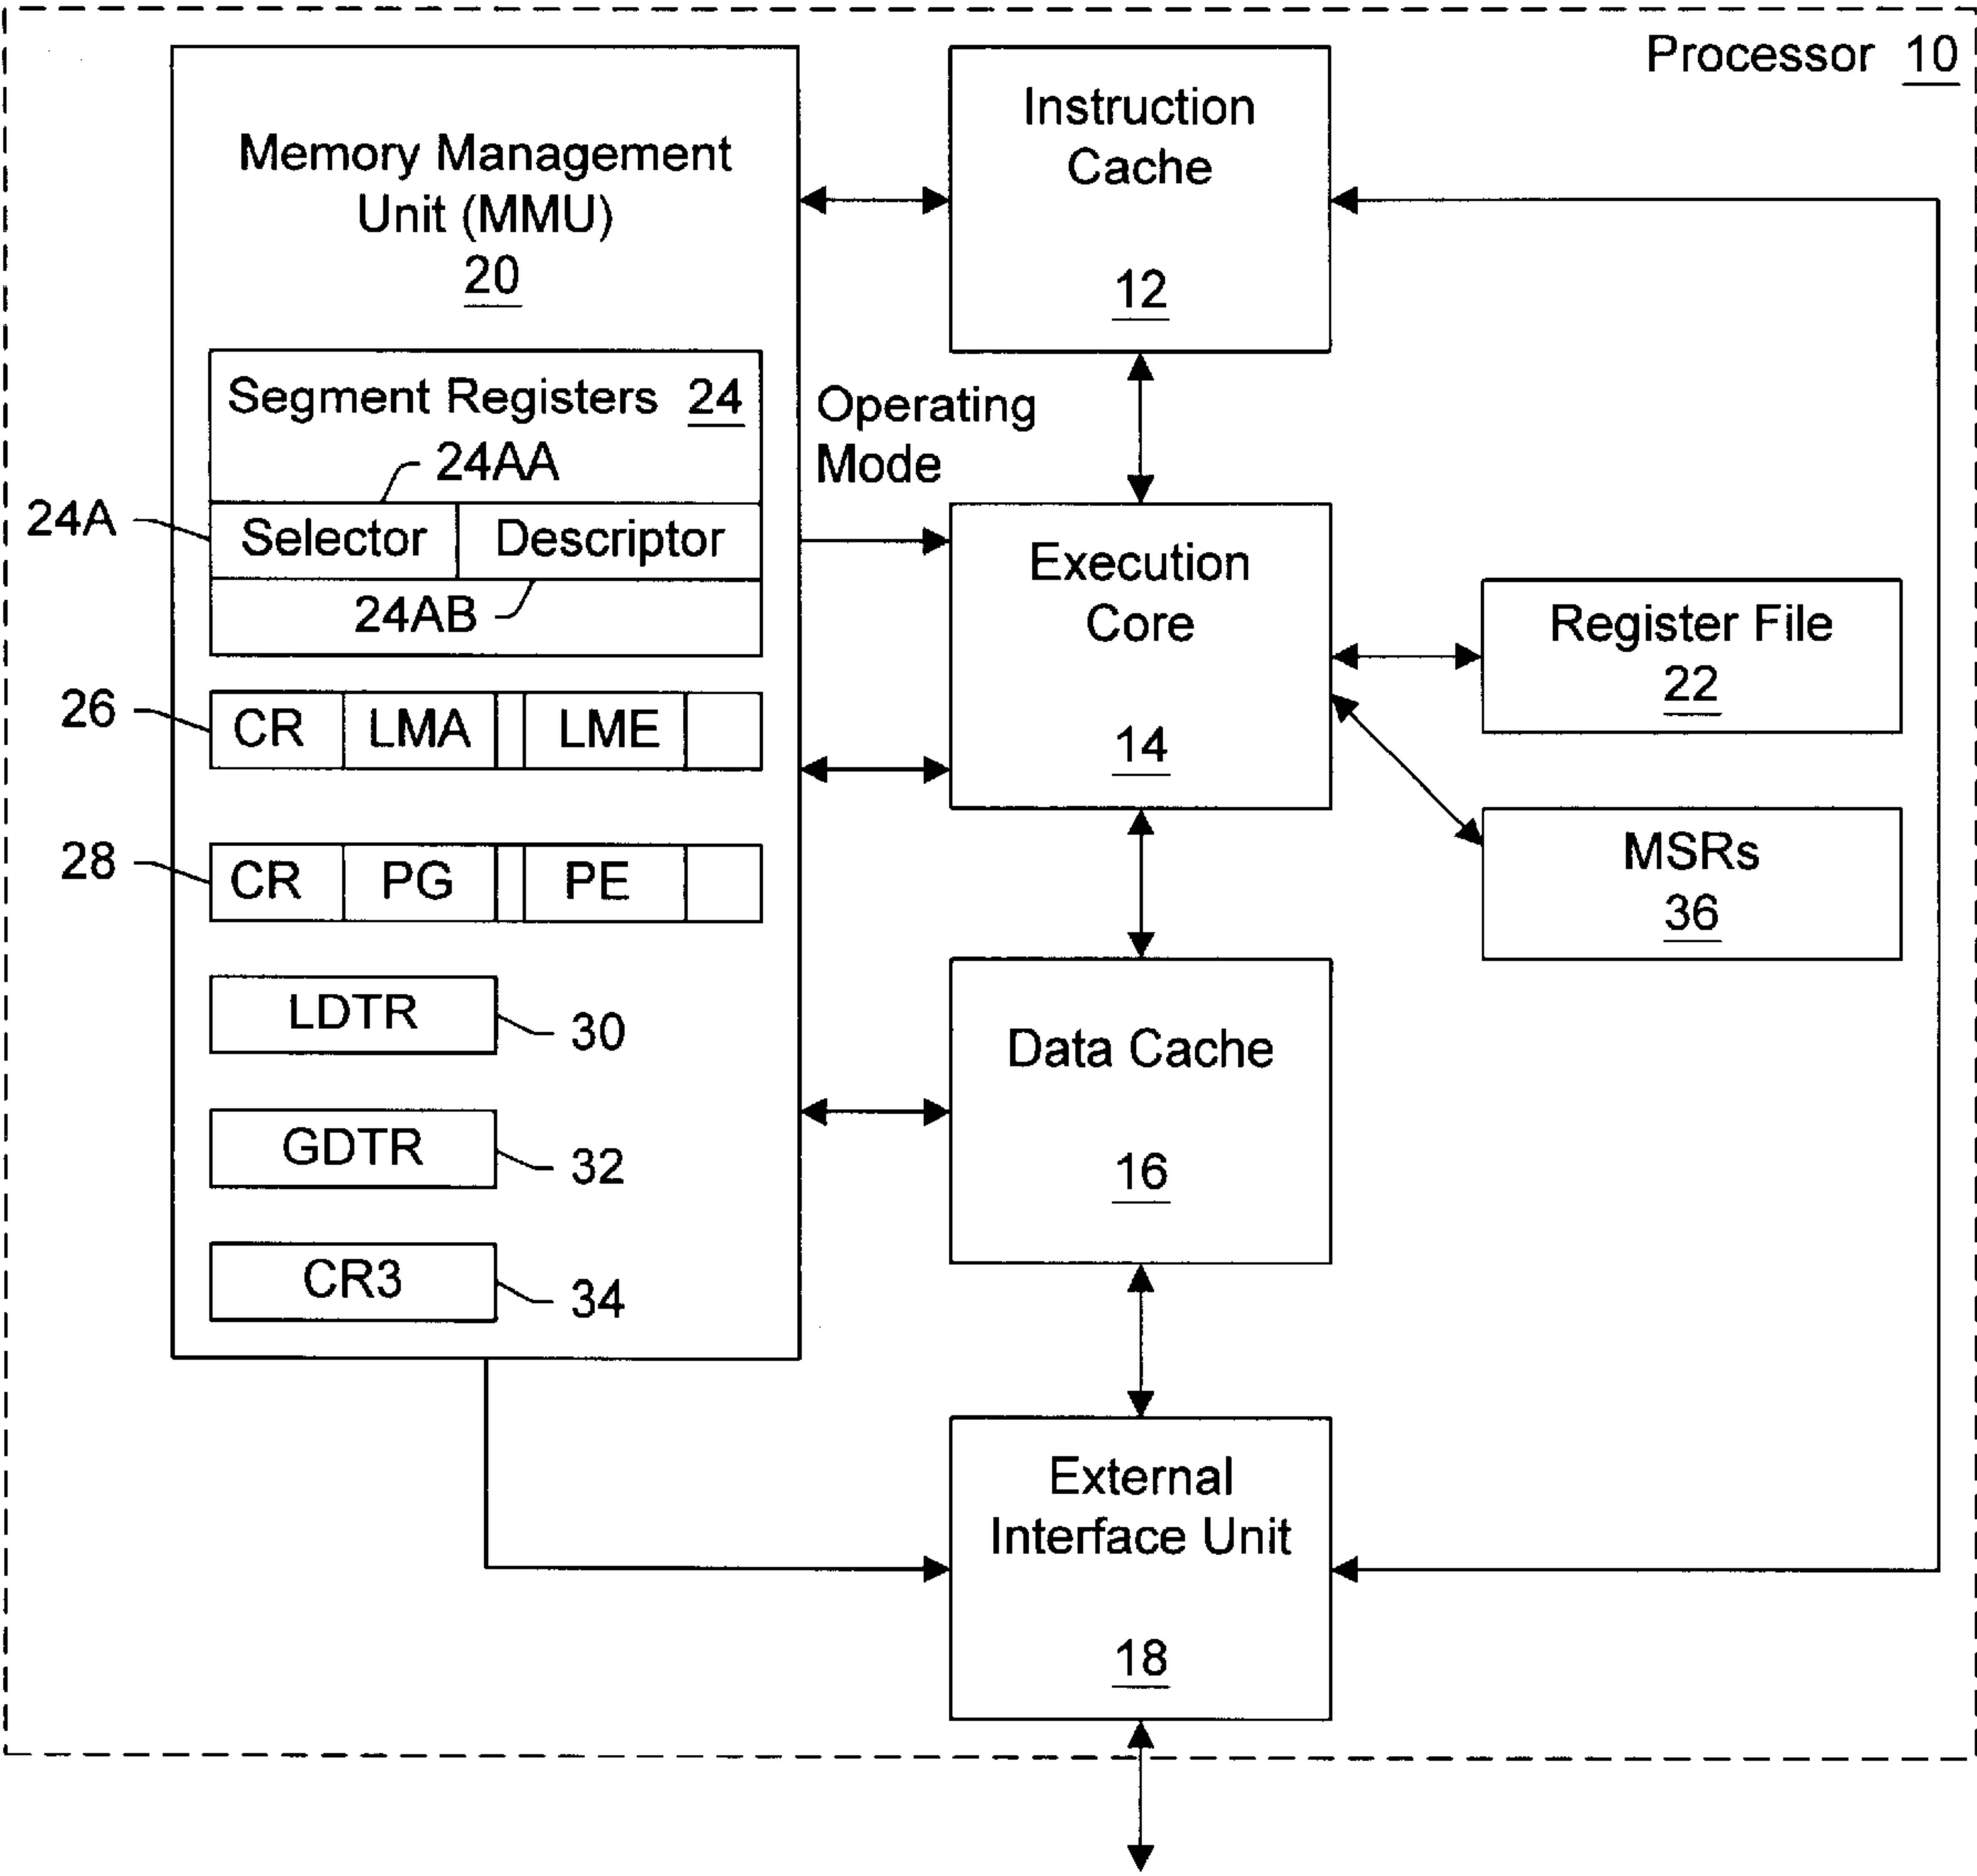 Processor 10
Memory Management
Unit (MMU)
20
Segment Registers 24
24AA
24A
Selector
Descriptor
24AB
26
CR
LMA
LME
28
CR
PG
PE
LDTR
30
GDTR
32
CR3
34
Instruction
Cache
12
Operating
Mode
Execution
Core
14
Register File
22
MSRs
36
Data Cache
16
External
Interface Unit
18